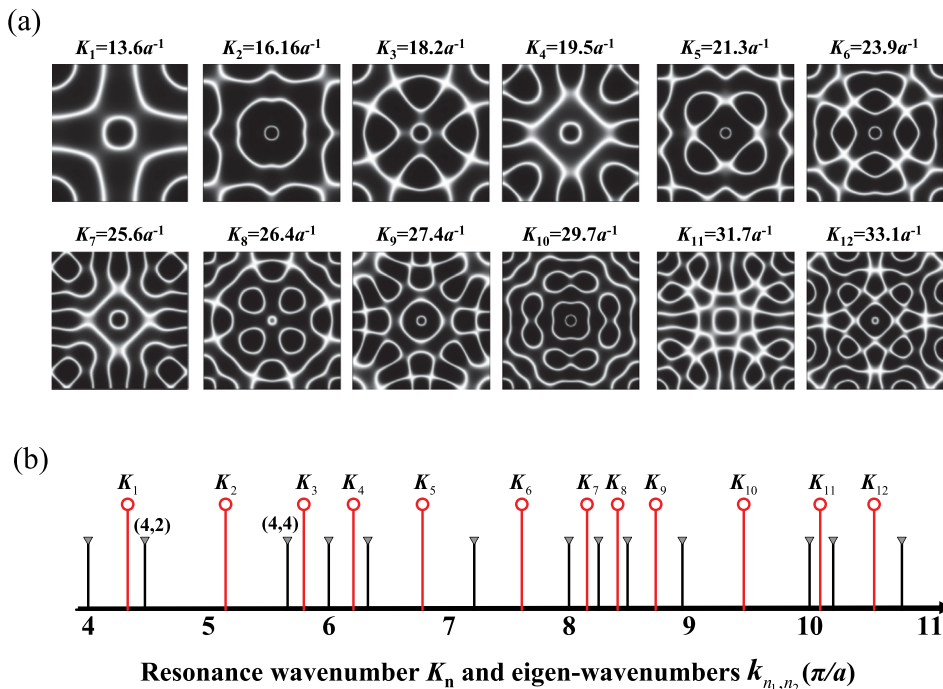 (a)
K₁=13.6a⁻¹ K₂=16.16a⁻¹ K₃=18.2a⁻¹ K₄=19.5a⁻¹ K₅=21.3a⁻¹ K₆=23.9a⁻¹
K₇=25.6a⁻¹ K₈=26.4a⁻¹ K₉=27.4a⁻¹ K₁₀=29.7a⁻¹ K₁₁=31.7a⁻¹ K₁₂=33.1a⁻¹
(b)
K₁ K₂ K₃ K₄ K₅ K₆ K₇ K₈ K₉ K₁₀ K₁₁ K₁₂
(4,2) (4,4)
4 5 6 7 8 9 10 11
Resonance wavenumber Kₙ and eigen-wavenumbers k_{n₁,n₂}(π/a)